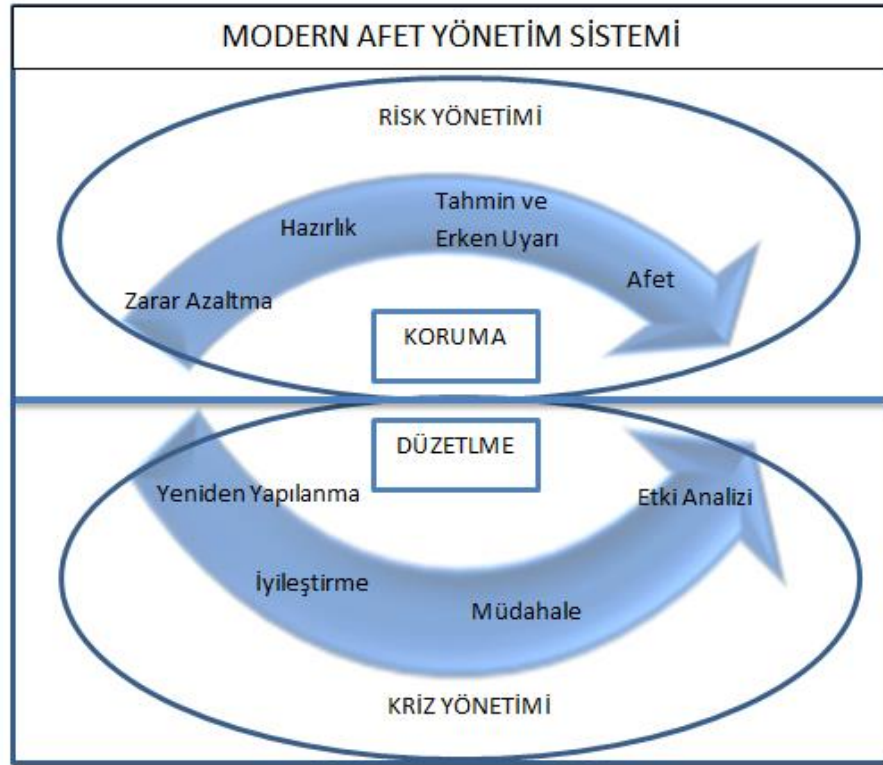 MODERN AFET YÖNETİM SİSTEMİ
RİSK YÖNETİMİ
Tahmin ve
Erken Uyarı
Hazırlık
Afet
Zarar Azaltma
KORUMA
DÜZETLME
Yeniden Yapılanma
Etki Analizi
İyileştirme
Müdahale
KRİZ YÖNETİMİ